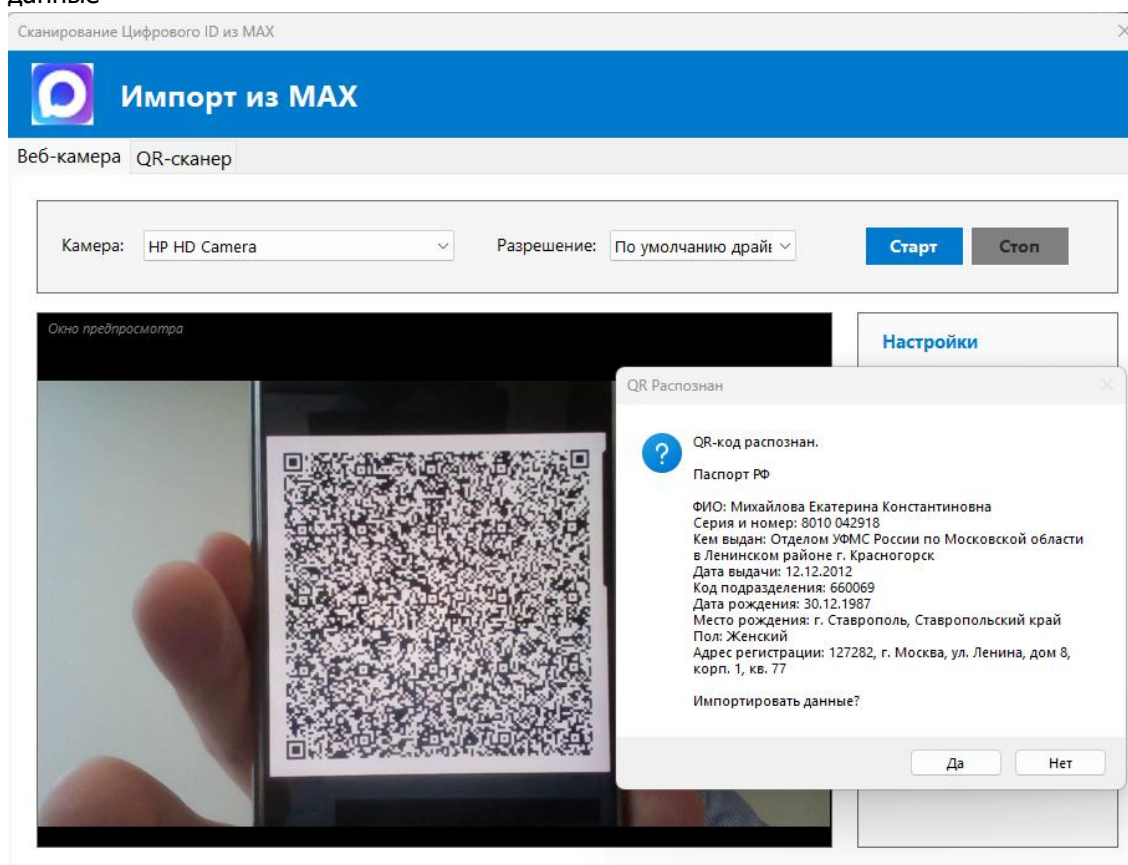 данные
Сканирование Цифрового ID из MAX
Импорт из MAX
Веб-камера QR-сканер
Камера: HP HD Camera Разрешение: По умолчанию драйв Старт Стоп
Окно предпросмотра
Настройки
QR Распознан
QR-код распознан.
Паспорт РФ
ФИО: Михайлова Екатерина Константиновна
Серия и номер: 8010 042918
Кем выдан: Отделом УФМС России по Московской области
в Ленинском районе г. Красногорск
Дата выдачи: 12.12.2012
Код подразделения: 660069
Дата рождения: 30.12.1987
Место рождения: г. Ставрополь, Ставропольский край
Пол: Женский
Адрес регистрации: 127282, г. Москва, ул. Ленина, дом 8,
корп. 1, кв. 77
Импортировать данные?
Да Нет